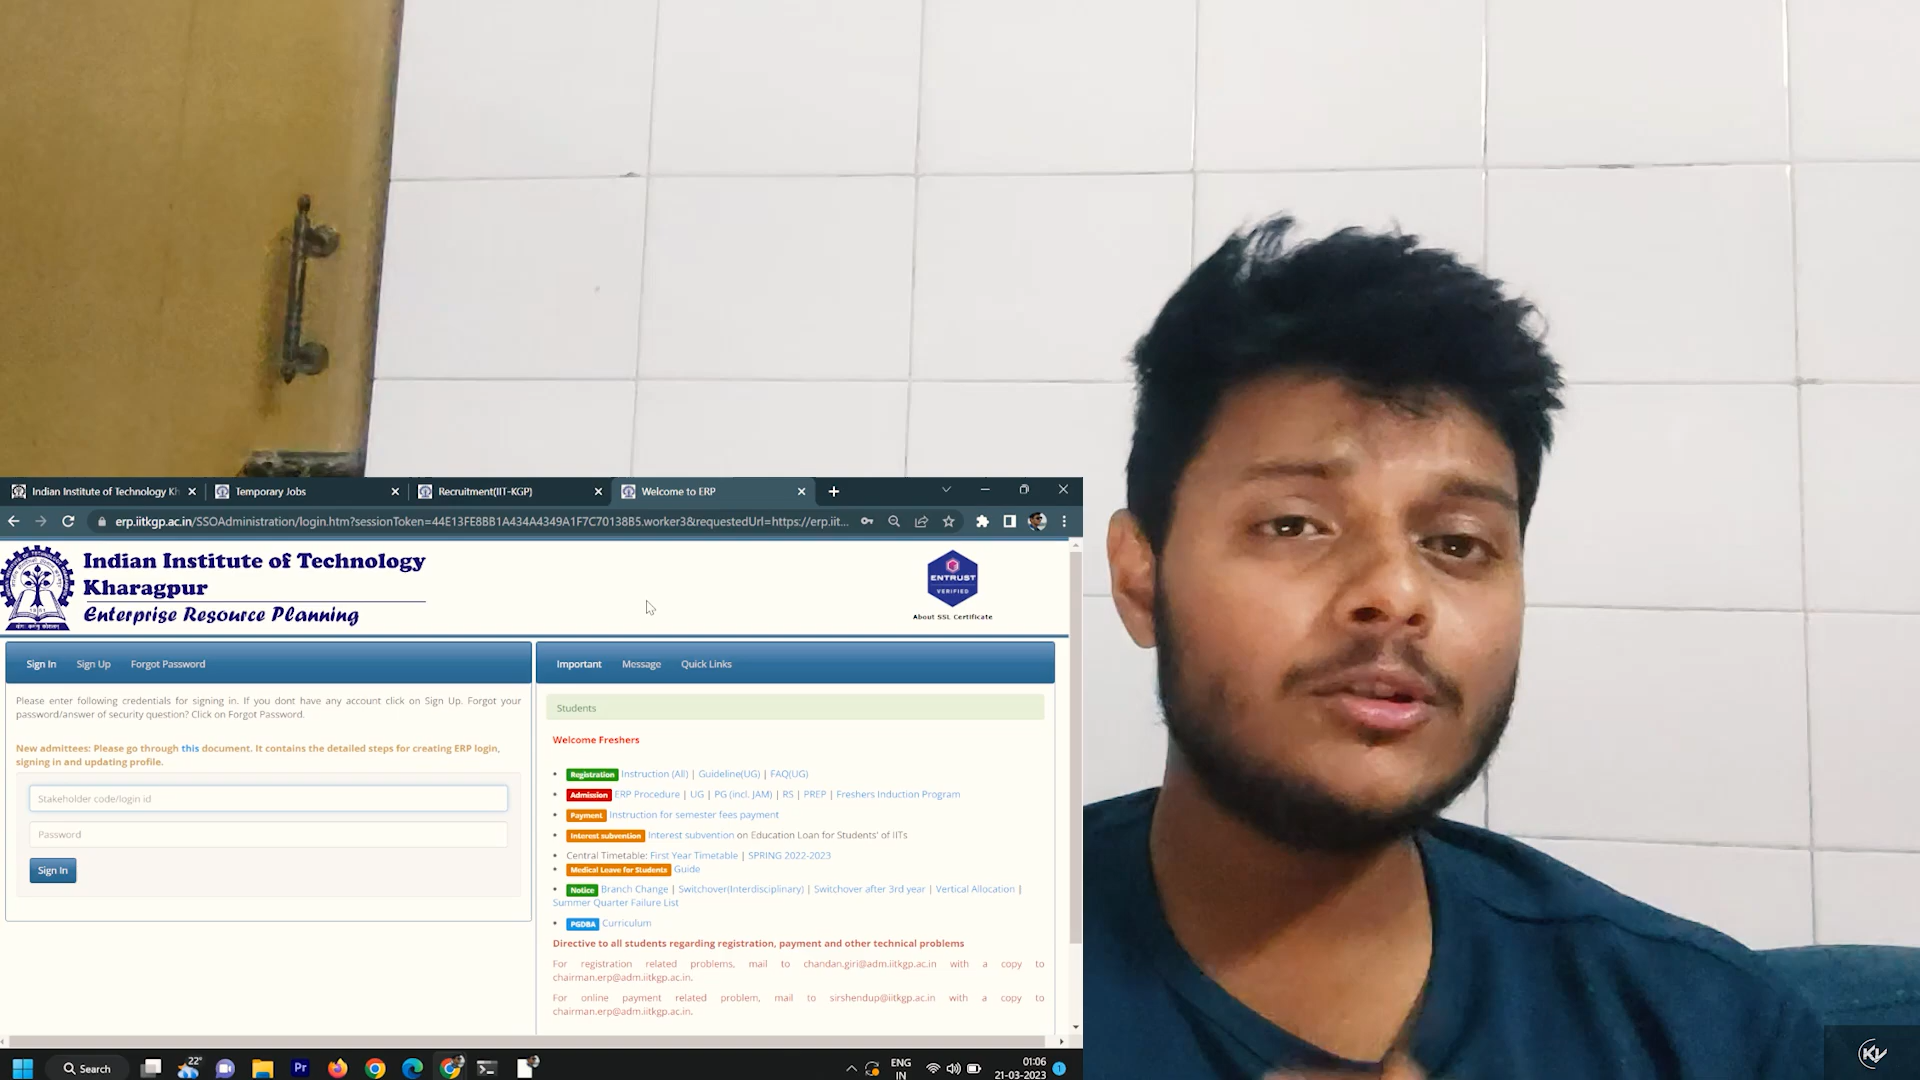 Indian Institute of Technology Kh
Temporary Jobs
Recruitment(IIT-KGP)
Welcome to ERP
erp.iitkgp.ac.in/SSOAdministration/login.htm?sessionToken=44E13FE8BB1A434A4349A1F7C70138B5.worker3&requestedUrl=https://erp.iit...
Indian Institute of Technology
Kharagpur
Enterprise Resource Planning
ENTRUST
VERIFIED
About SSL Certificate
Sign In Sign Up Forgot Password
Please enter following credentials for signing in. If you dont have any account click on Sign Up. Forgot your
password/answer of security question? Click on Forgot Password.
New admittees: Please go through this document. It contains the detailed steps for creating ERP login,
signing in and updating profile.
Stakeholder code/login id
Password
Sign In
Important Message Quick Links
Students
Welcome Freshers
Registration Instruction (All) | Guideline(UG) | FAQ(UG)
Admission ERP Procedure | UG | PG (incl. JAM) | RS | PREP | Freshers Induction Program
Payment Instruction for semester fees payment
Interest subvention Interest subvention on Education Loan for Students' of IITs
Central Timetable: First Year Timetable | SPRING 2022-2023
Medical Leave for Students Guide
Notice Branch Change | Switchover(Interdisciplinary) | Switchover after 3rd year | Vertical Allocation |
Summer Quarter Failure List
PGDBA Curriculum
Directive to all students regarding registration, payment and other technical problems
For registration related problems, mail to chandan.giri@adm.iitkgp.ac.in with a copy to
chairman.erp@adm.iitkgp.ac.in.
For online payment related problem, mail to sirshendup@iitkgp.ac.in with a copy to
chairman.erp@adm.iitkgp.ac.in.
Search
22°
Pr
ENG
IN
01:06
21-03-2023
1
KV